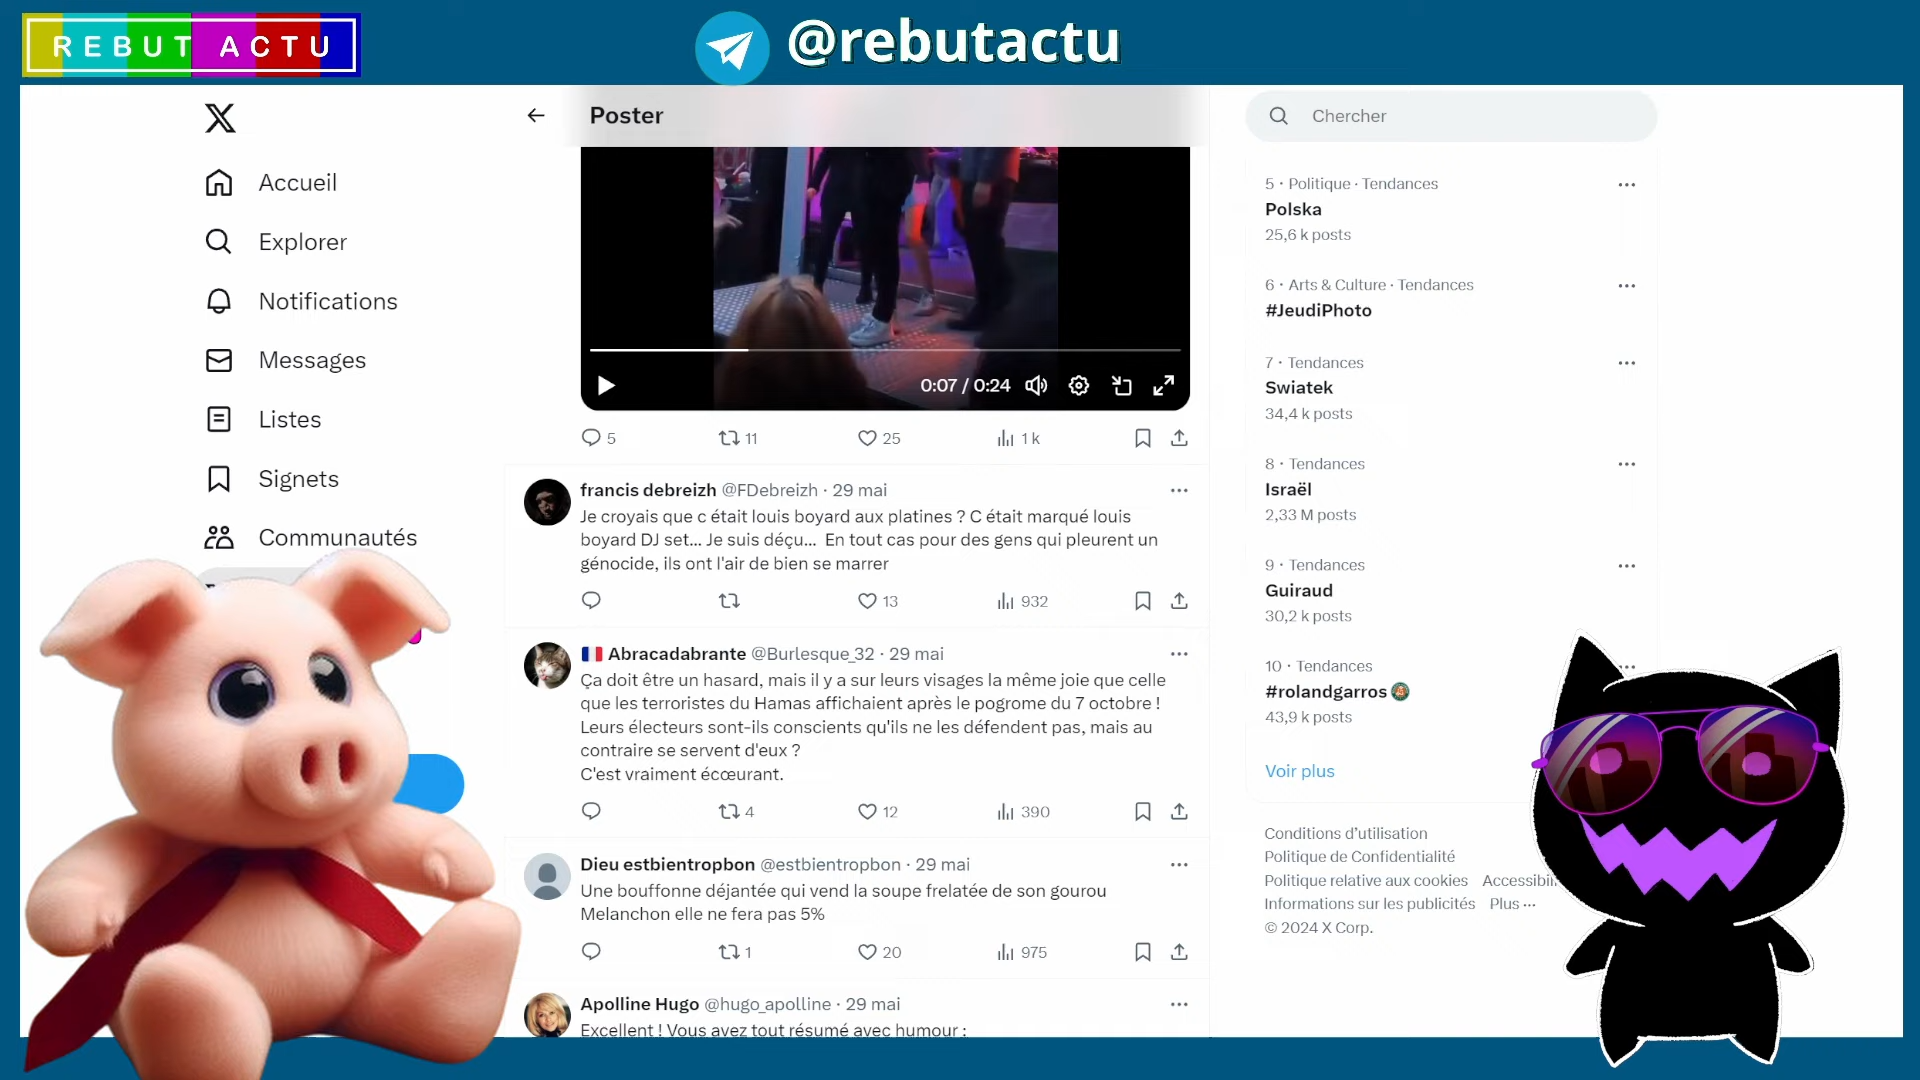 REBUT ACTU
@rebutactu
Poster
Chercher
Accueil
Explorer
Notifications
Messages
Listes
Signets
Communautés
0:07 / 0:24
5 11 25 1 k
francis debreizh @FDebreizh · 29 mai
Je croyais que c était louis boyard aux platines ? C était marqué louis
boyard DJ set... Je suis déçu... En tout cas pour des gens qui pleurent un
génocide, ils ont l'air de bien se marrer
13 932
Abracadabrante @Burlesque_32 · 29 mai
Ça doit être un hasard, mais il y a sur leurs visages la même joie que celle
que les terroristes du Hamas affichaient après le pogrome du 7 octobre !
Leurs électeurs sont-ils conscients qu'ils ne les défendent pas, mais au
contraire se servent d'eux ?
C'est vraiment écœurant.
4 12 390
Dieu estbientropbon @estbientropbon · 29 mai
Une bouffonne déjantée qui vend la soupe frelatée de son gourou
Melanchon elle ne fera pas 5%
1 20 975
Apolline Hugo @hugo_apolline · 29 mai
Excellent ! Vous avez tout résumé avec humour :
5 · Politique · Tendances
Polska
25,6 k posts
6 · Arts & Culture · Tendances
#JeudiPhoto
7 · Tendances
Swiatek
34,4 k posts
8 · Tendances
Israël
2,33 M posts
9 · Tendances
Guiraud
30,2 k posts
10 · Tendances
#rolandgarros
43,9 k posts
Voir plus
Conditions d'utilisation
Politique de Confidentialité
Politique relative aux cookies
Informations sur les publicités Plus ···
© 2024 X Corp.